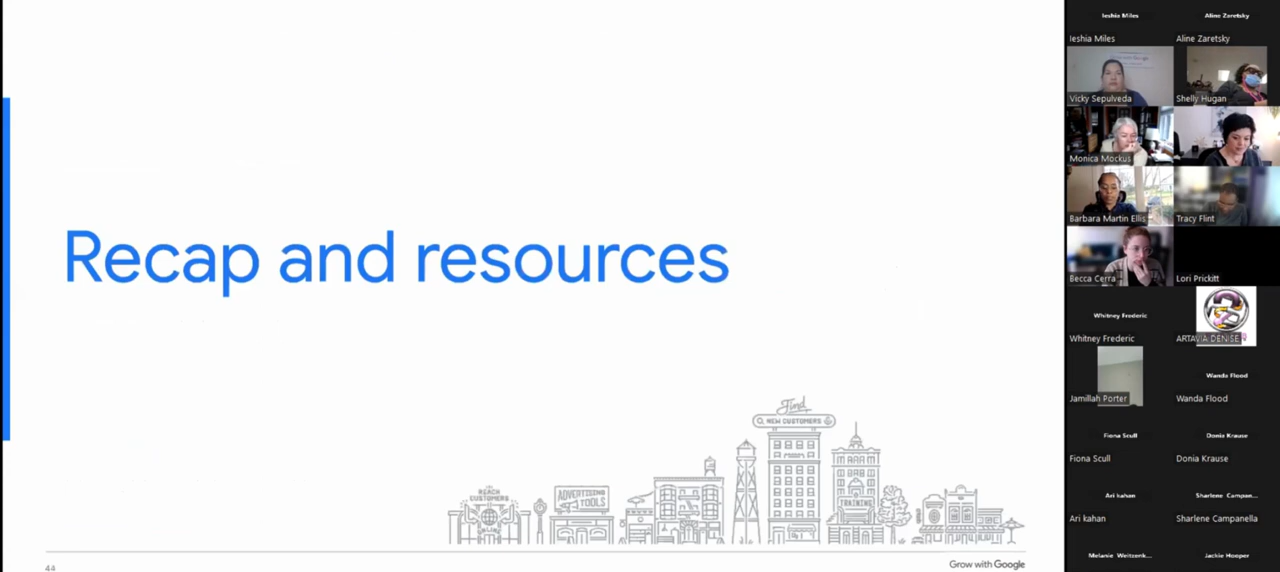 Recap and resources
Find
NEW CUSTOMERS
REACH
CUSTOMERS
ONLINE
ADVERTISING
TOOLS
TRAINING
44
Grow with Google
Ieshia Miles
Aline Zaretsky
Ieshia Miles
Aline Zaretsky
Vicky Sepulveda
Shelly Hugan
Monica Mockus
Barbara Martin Ellis
Tracy Flint
Becca Cerra
Lori Prickitt
Whitney Frederic
Whitney Frederic
ARTAVIA DENISE
Jamillah Porter
Wanda Flood
Wanda Flood
Fiona Scull
Donia Krause
Fiona Scull
Donia Krause
Ari kahan
Sharlene Campan...
Ari kahan
Sharlene Campanella
Melanie Weitzenk...
Jackie Hooper